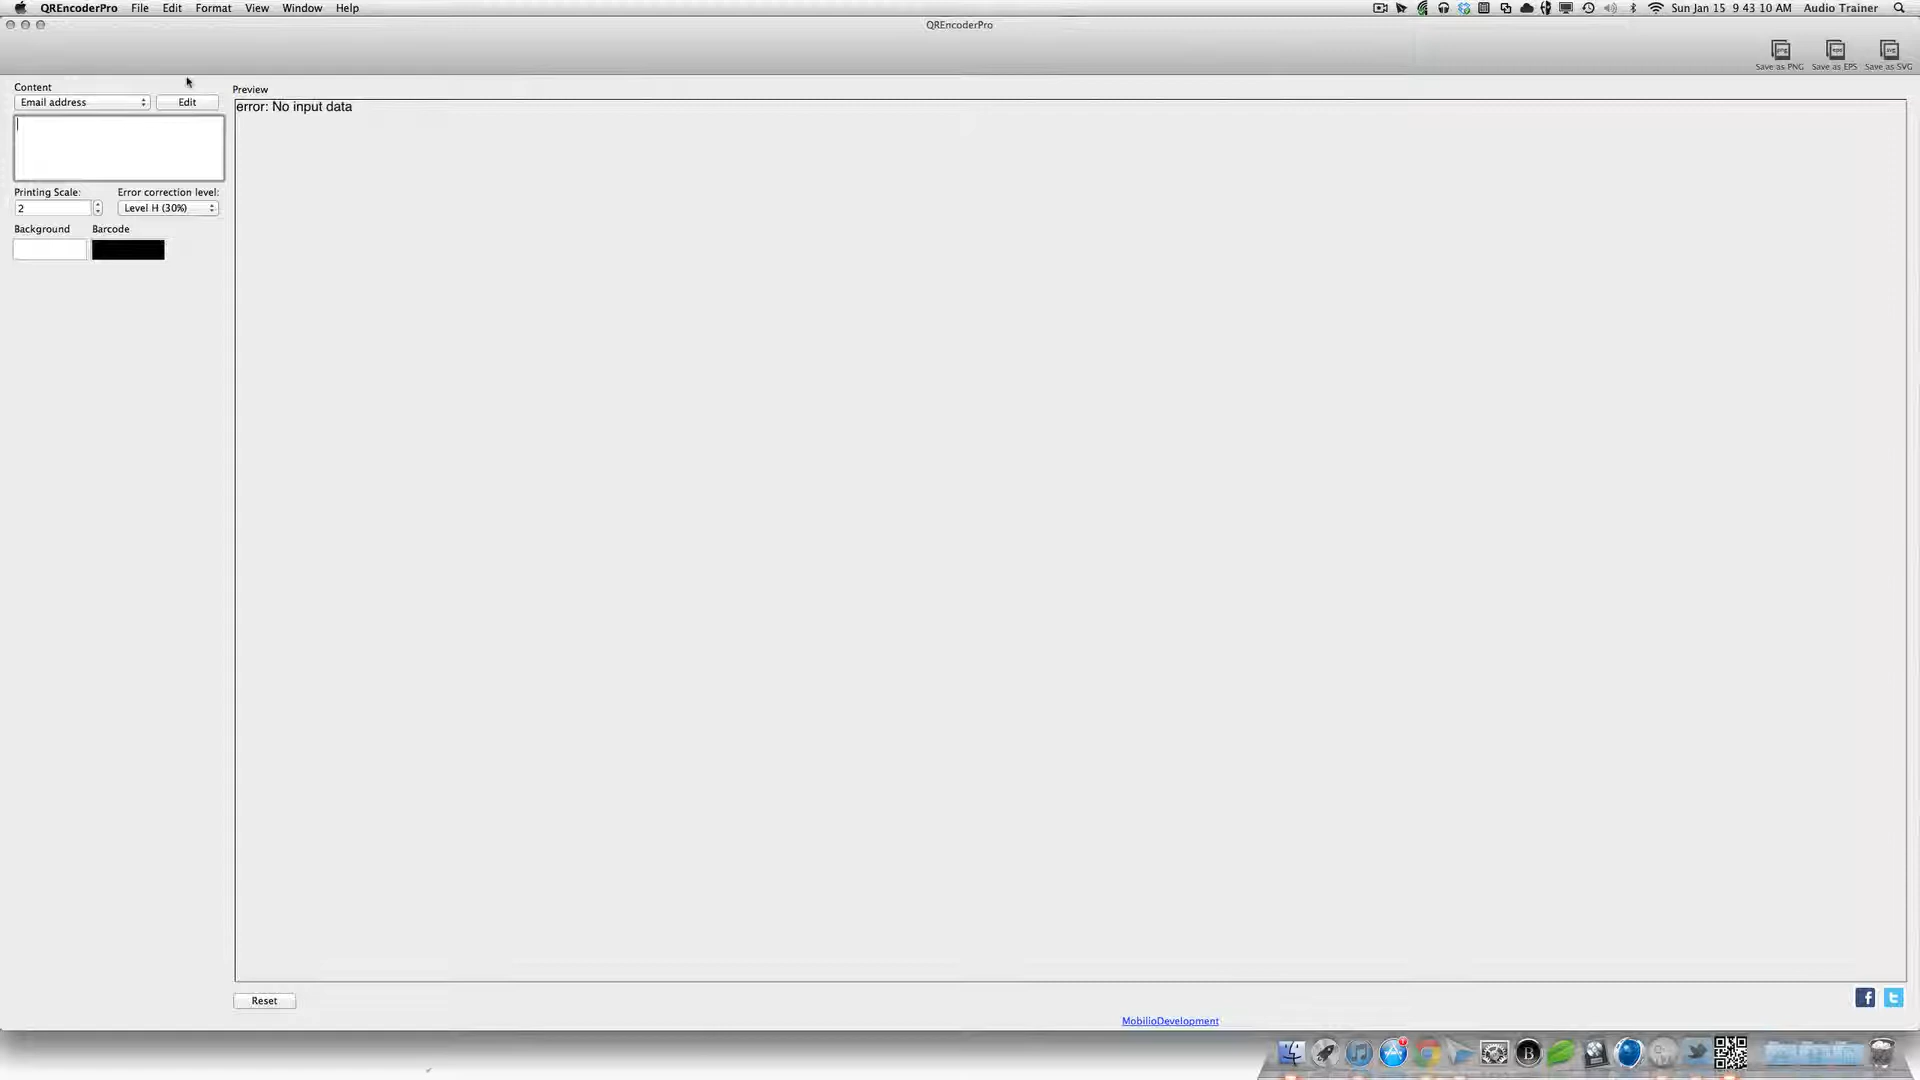 QREncoderPro File Edit Format View Window Help
Sun Jan 15 9 43 10 AM Audio Trainer
QREncoderPro
Save as PNG Save as EPS Save as SVG
Content
Email address Edit
Preview
error: No input data
Printing Scale: Error correction level:
2 Level H (30%)
Background Barcode
Reset
MobilioDevelopment